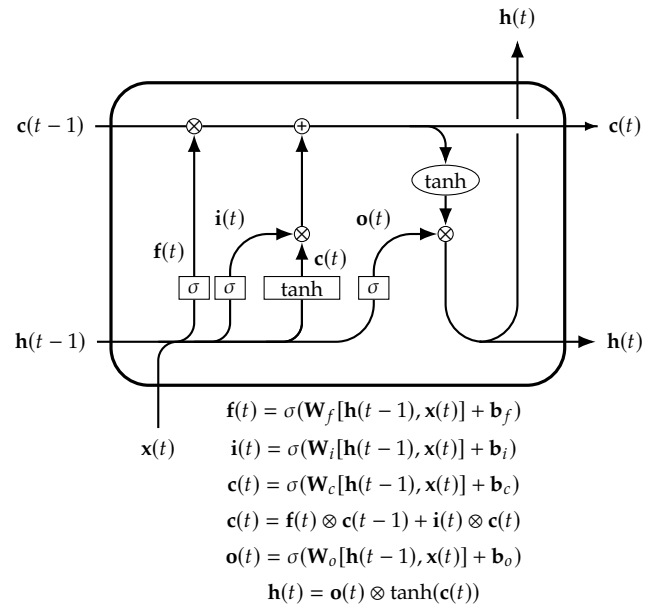 h(t)
c(t−1)
⊗
+
c(t)
tanh
i(t)
o(t)
⊗
⊗
f(t)
c(t)
σ
σ
tanh
σ
h(t−1)
h(t)
x(t)
f(t) = σ(W_f[h(t−1), x(t)] + b_f)
i(t) = σ(W_i[h(t−1), x(t)] + b_i)
c(t) = σ(W_c[h(t−1), x(t)] + b_c)
c(t) = f(t) ⊗ c(t−1) + i(t) ⊗ c(t)
o(t) = σ(W_o[h(t−1), x(t)] + b_o)
h(t) = o(t) ⊗ tanh(c(t))